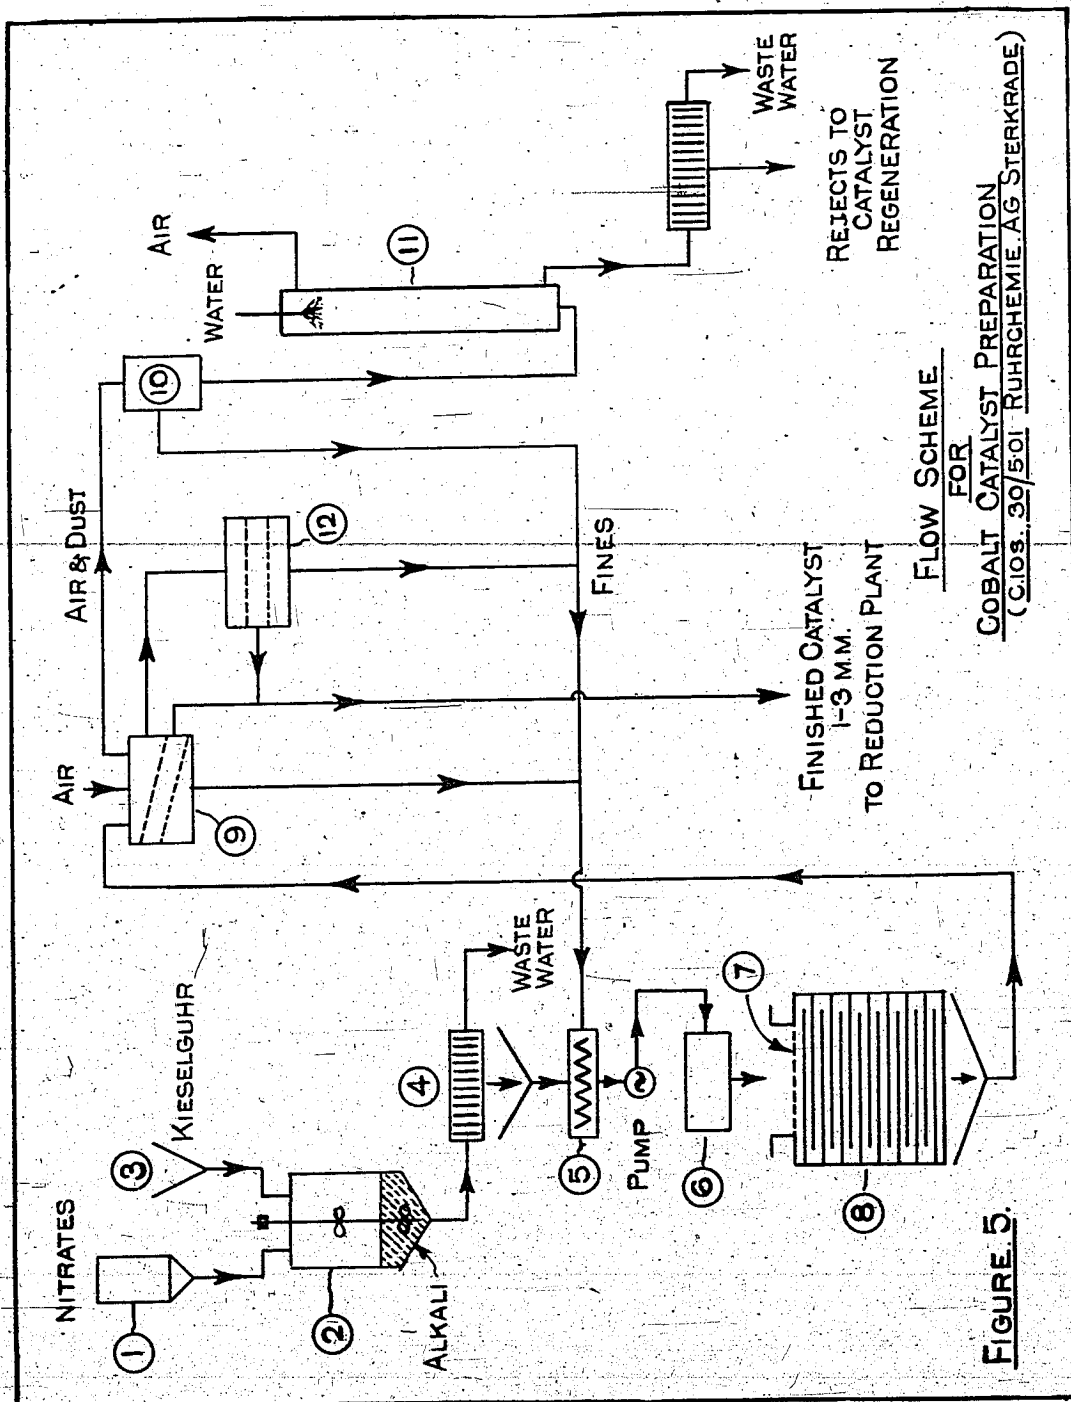 NITRATES
1
3
KIESELGUHR
2
ALKALI
4
WASTE
WATER
5
PUMP
6
7
8
AIR
9
AIR & DUST
12
10
WATER
AIR
11
FINES
WASTE
WATER
REJECTS TO
CATALYST
REGENERATION
FINISHED CATALYST
1-3 M.M.
TO REDUCTION PLANT
FLOW SCHEME
FOR
COBALT CATALYST PREPARATION
(C.IOS. 30/5·01 RUHRCHEMIE. AG STERKRADE)
FIGURE. 5.